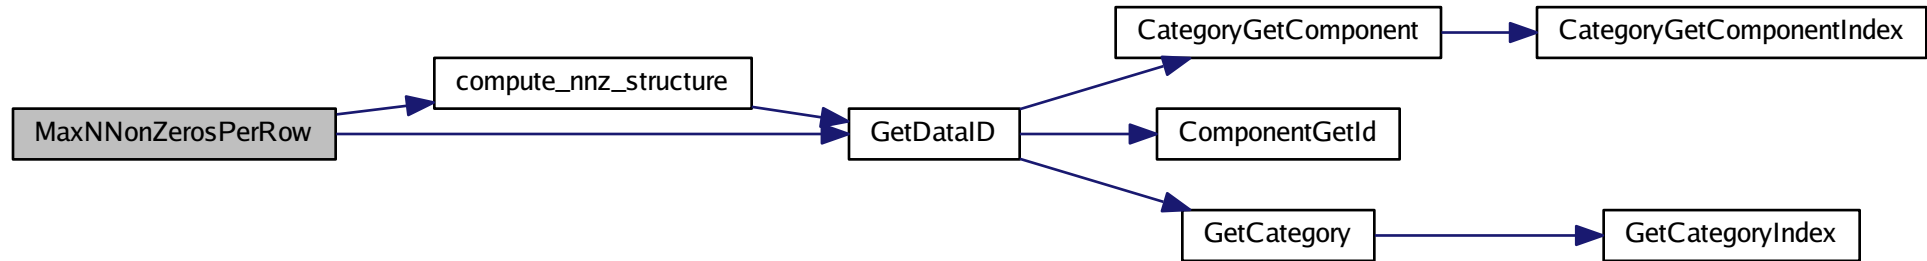 CategoryGetComponent
CategoryGetComponentIndex
compute_nnz_structure
MaxNNonZerosPerRow
GetDataID
ComponentGetId
GetCategory
GetCategoryIndex